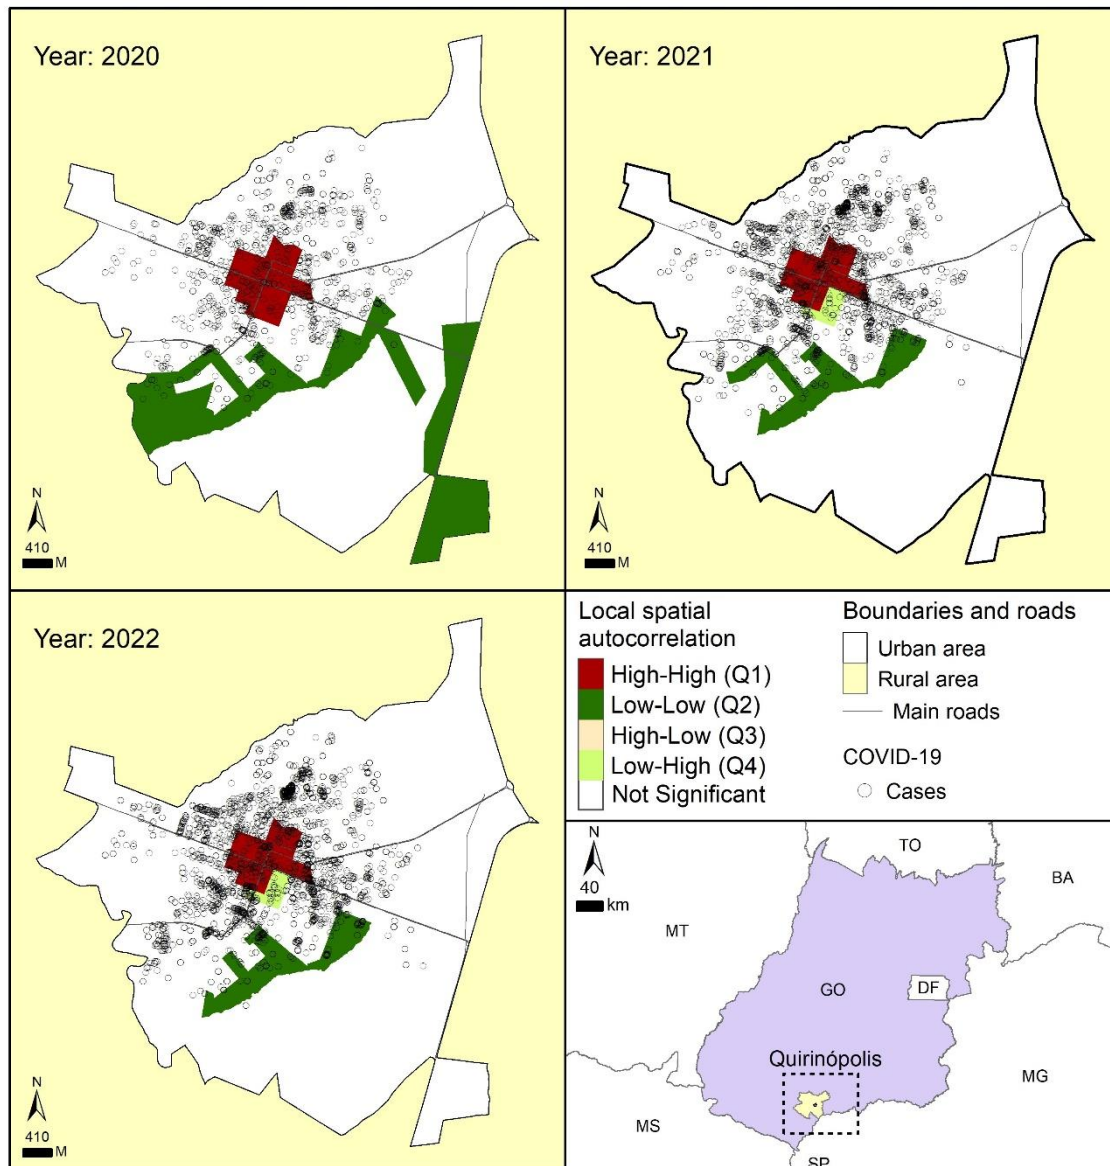 Year: 2020
N
410
M
Year: 2021
N
410
M
Year: 2022
N
410
M
Local spatial
autocorrelation
High-High (Q1)
Low-Low (Q2)
High-Low (Q3)
Low-High (Q4)
Not Significant
Boundaries and roads
Urban area
Rural area
Main roads
COVID-19
Cases
N
40
km
TO
BA
MT
GO
DF
Quirinópolis
MG
MS
SP